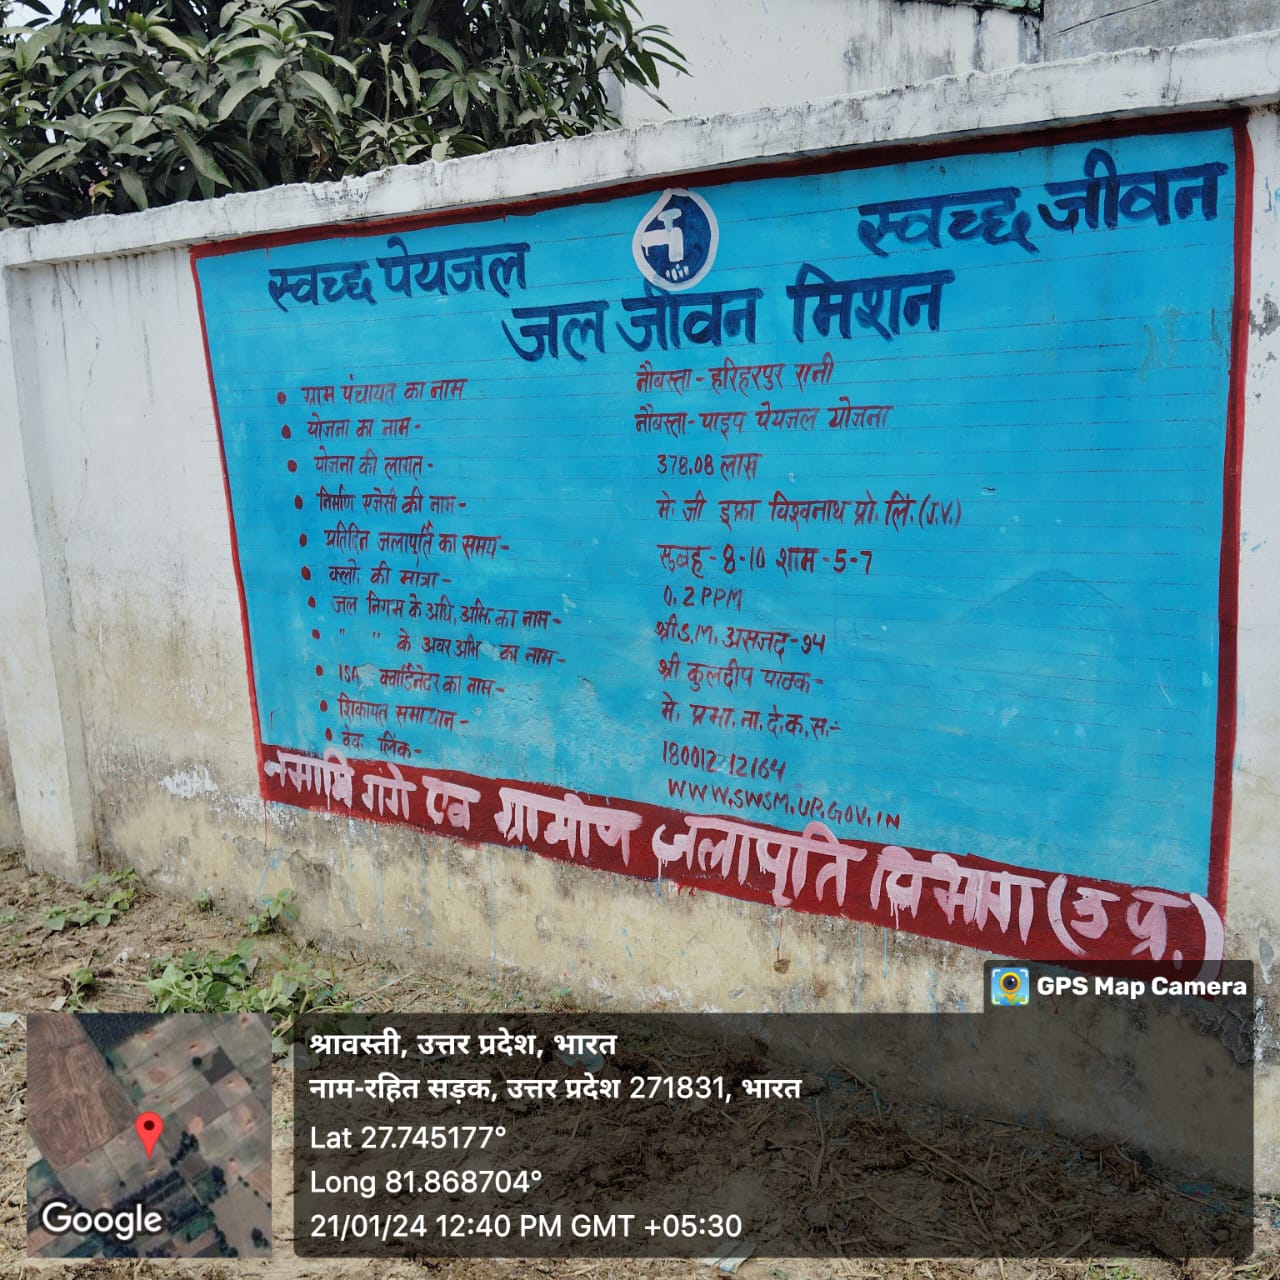 स्वच्छ पेयजल
स्वच्छ जीवन
जल जीवन मिशन
• ग्राम पंचायत का नाम नौबस्ता - हरिहरपुर रानी
• योजना का नाम - नौबस्ता - पाइप पेयजल योजना
• योजना की लागत - 378.08 लाख
• निर्माण एजेंसी की नाम - मे. जी इफ्रा विश्वनाथ प्रो. लि. (J.V.)
• प्रतिदिन जलापूर्ति का समय - सुबह - 8-10 शाम - 5-7
• क्लो. की मात्रा - 0.2 PPM
• जल निगम के अधि. अभि. का नाम - श्री S.M. असजद -
• " " के अवर अभि का नाम - श्री कुलदीप पाठक -
• ISA क्वार्डिनेटर का नाम - मे. प्रभा. ना. दे. क. स. :-
• शिकायत समाधान - 180012-12164
• वेव. लिंक - WWW.SWSM.UP.GOV.IN
नमामि गंगे एव ग्रामीण जलापूर्ति विभाग (उ प्र.)
GPS Map Camera
श्रावस्ती, उत्तर प्रदेश, भारत
नाम-रहित सड़क, उत्तर प्रदेश 271831, भारत
Lat 27.745177°
Long 81.868704°
21/01/24 12:40 PM GMT +05:30
Google